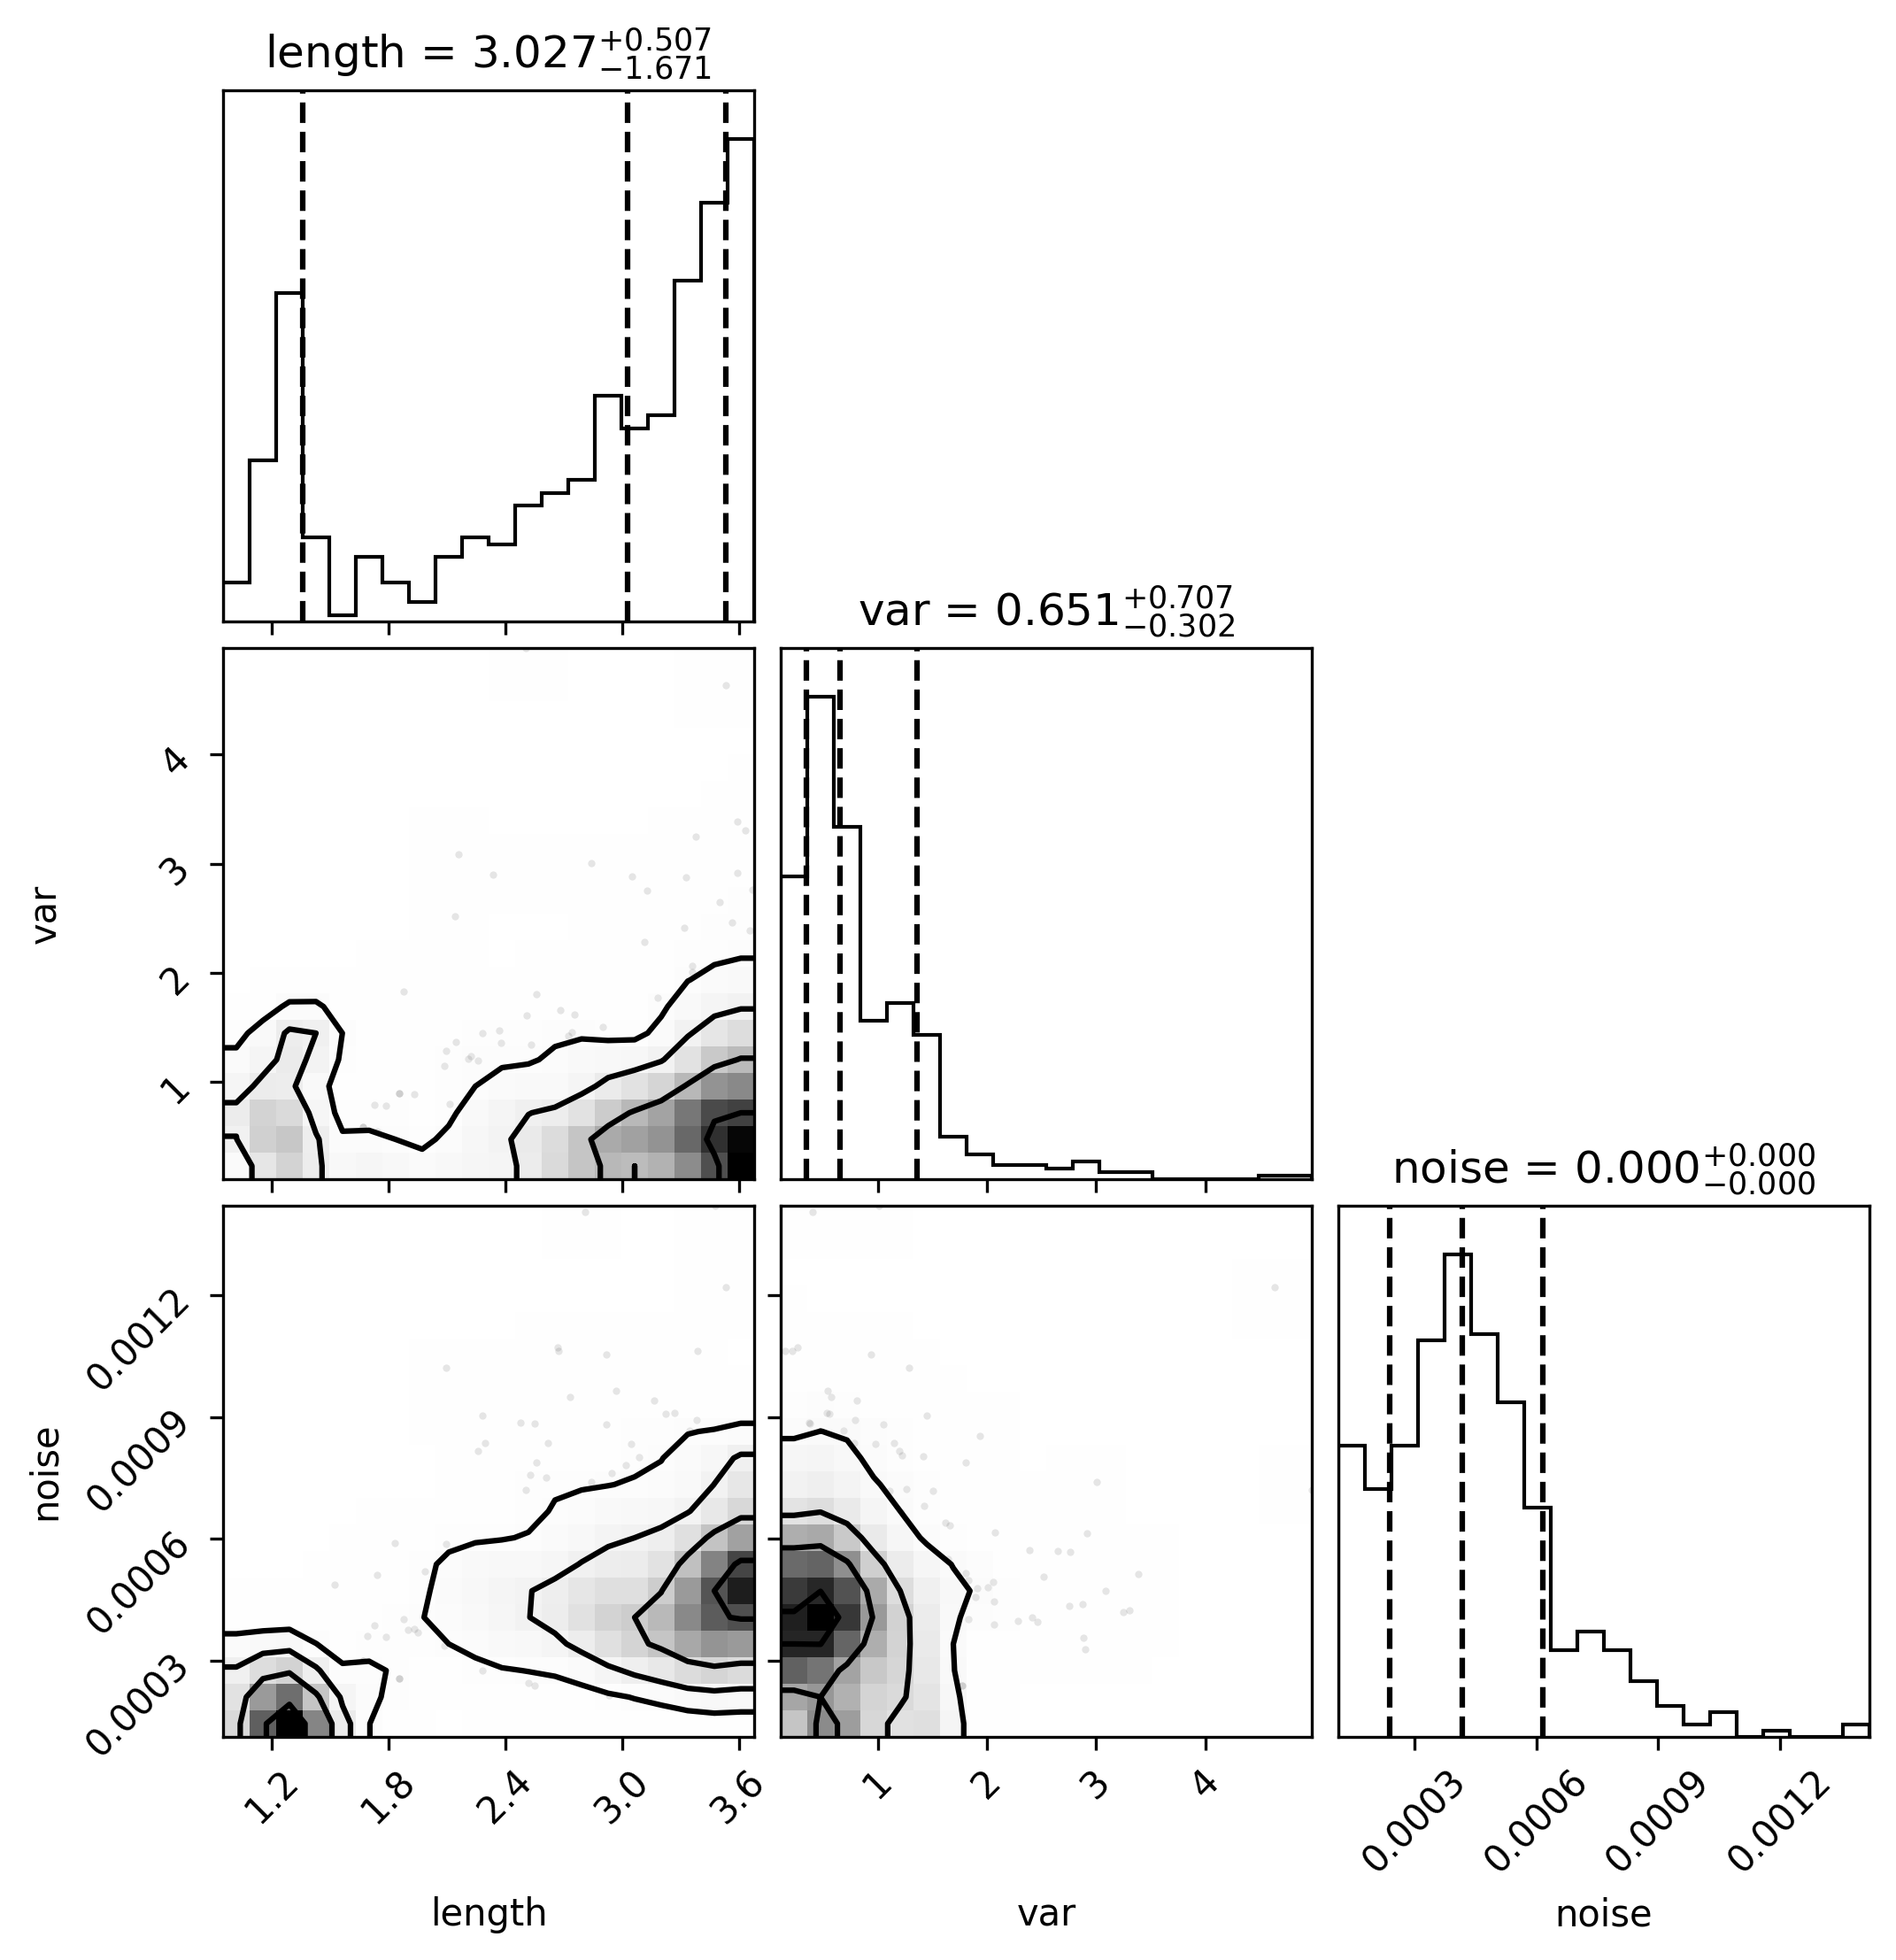 length = 3.027+0.507−1.671
var = 0.651+0.707−0.302
4
3
2
1
var
noise = 0.000+0.000−0.000
0.0012
0.0009
0.0006
0.0003
noise
1.2 1.8 2.4 3.0 3.6
1 2 3 4
0.0003 0.0006 0.0009 0.0012
length
var
noise